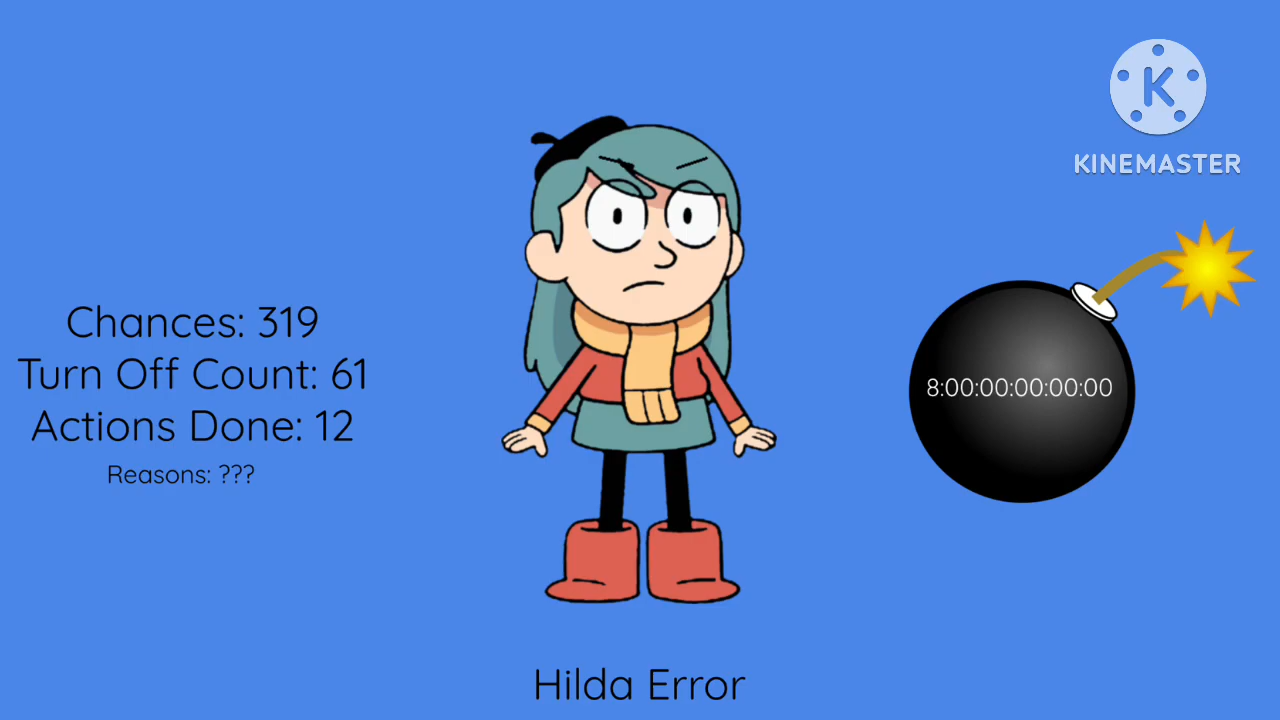 K
KINEMASTER
Chances: 319
Turn Off Count: 61
Actions Done: 12
Reasons: ???
8:00:00:00:00:00
Hilda Error